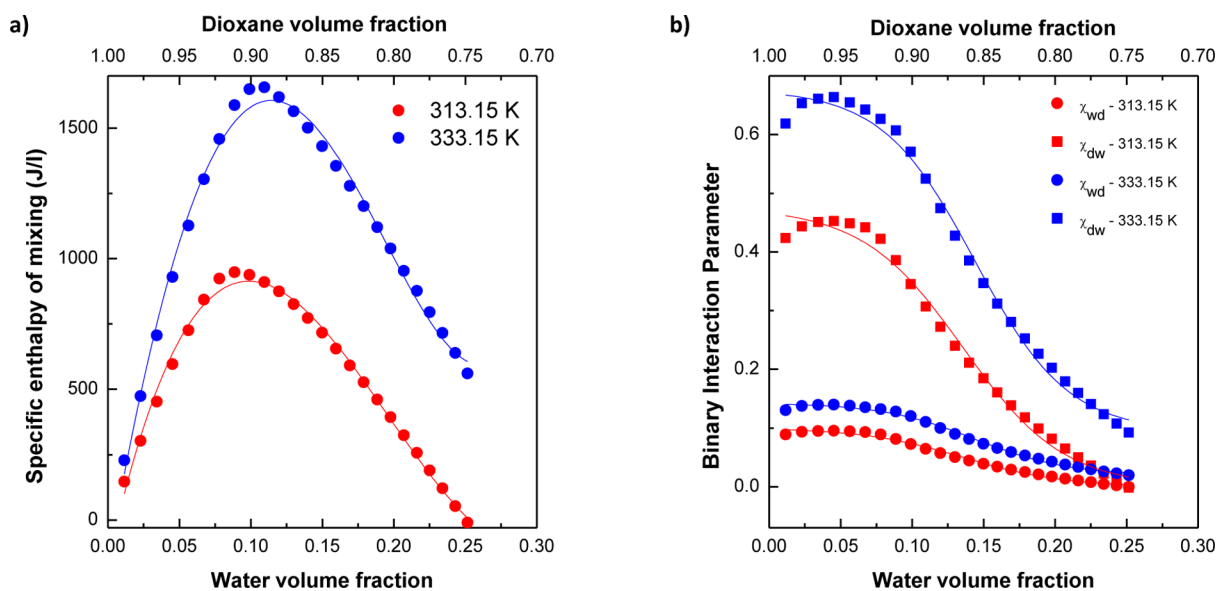 a)
Dioxane volume fraction
1.00 0.95 0.90 0.85 0.80 0.75 0.70
Specific enthalpy of mixing (J/l)
1500
1000
500
0
313.15 K
333.15 K
0.00 0.05 0.10 0.15 0.20 0.25 0.30
Water volume fraction
b)
Dioxane volume fraction
1.00 0.95 0.90 0.85 0.80 0.75 0.70
Binary Interaction Parameter
0.6
0.4
0.2
0.0
χwd - 313.15 K
χdw - 313.15 K
χwd - 333.15 K
χdw - 333.15 K
0.00 0.05 0.10 0.15 0.20 0.25 0.30
Water volume fraction